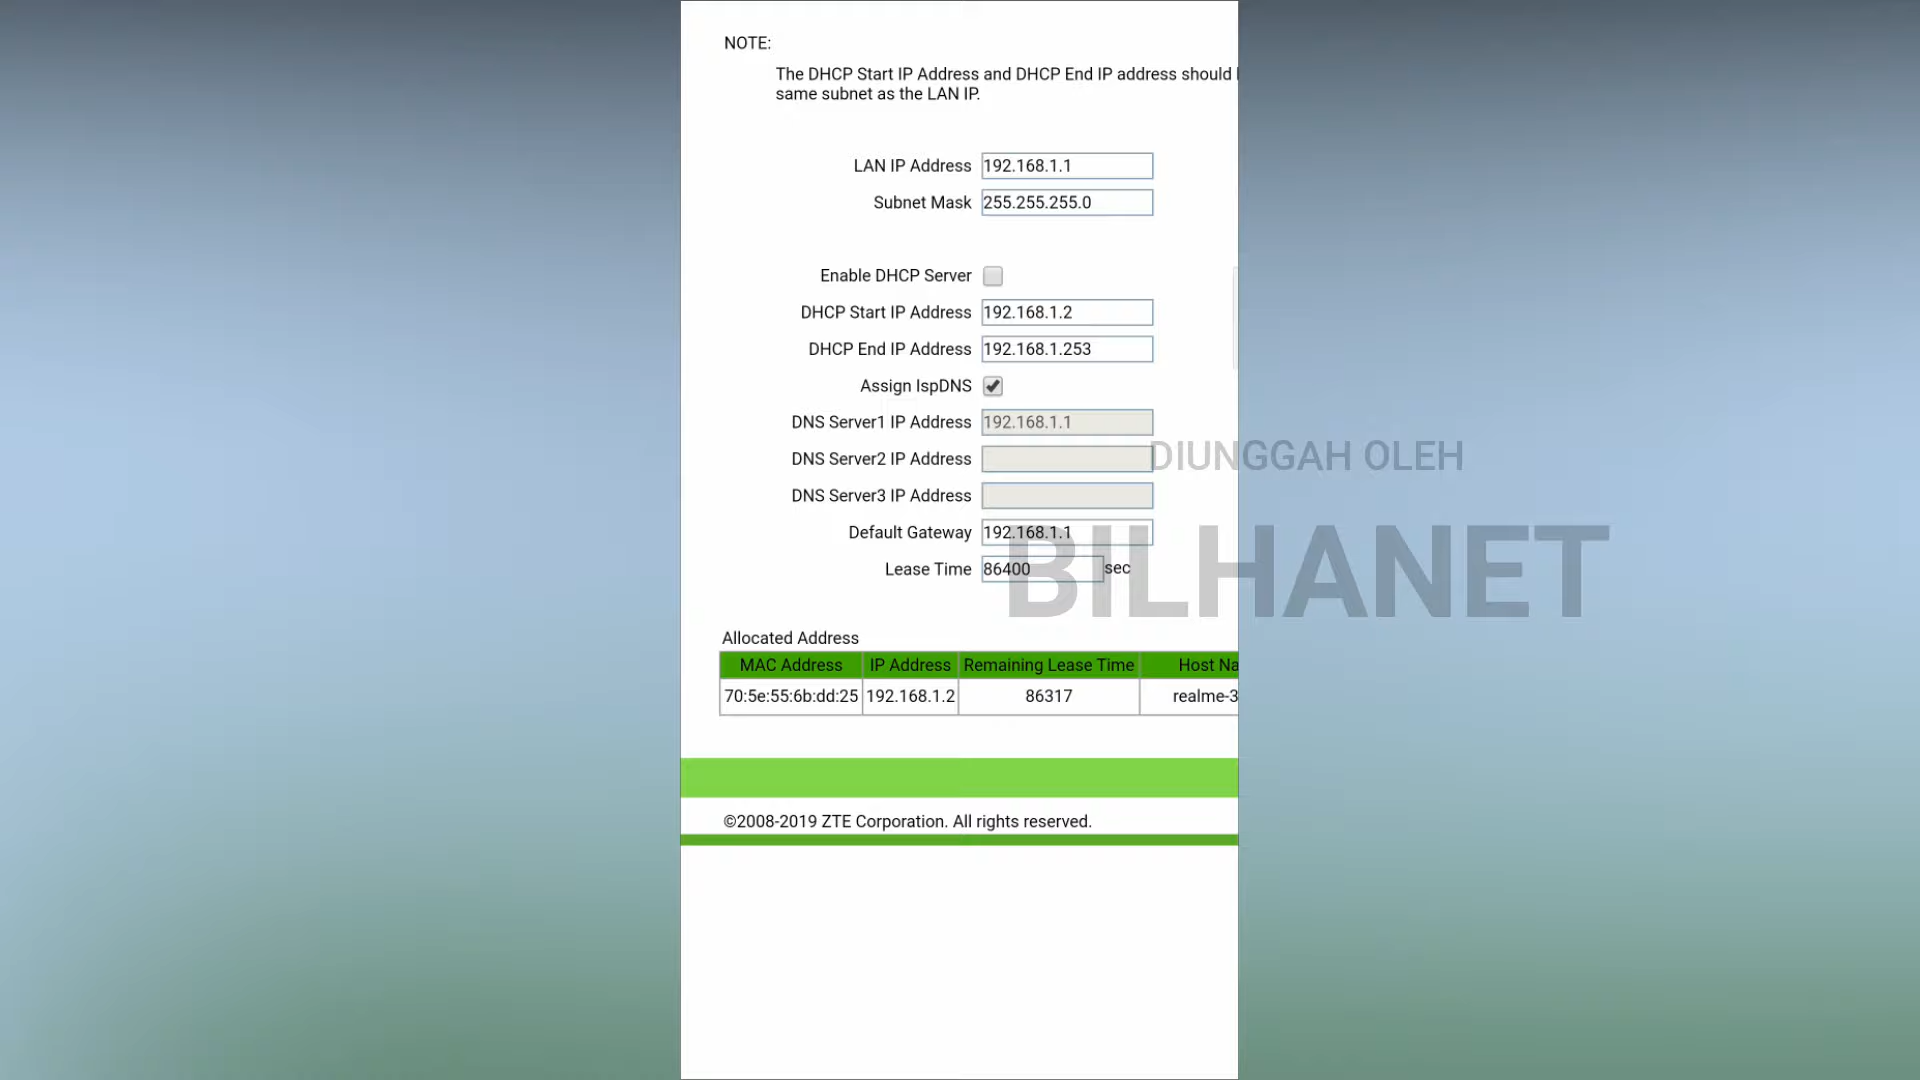 NOTE:
The DHCP Start IP Address and DHCP End IP address should
same subnet as the LAN IP.
LAN IP Address 192.168.1.1
Subnet Mask 255.255.255.0
Enable DHCP Server
DHCP Start IP Address 192.168.1.2
DHCP End IP Address 192.168.1.253
Assign IspDNS
DNS Server1 IP Address 192.168.1.1
DNS Server2 IP Address
DNS Server3 IP Address
Default Gateway 192.168.1.1
Lease Time 86400 sec
DIUNGGAH OLEH
BILHANET
Allocated Address
MAC Address IP Address Remaining Lease Time Host Na
70:5e:55:6b:dd:25 192.168.1.2 86317 realme-3
©2008-2019 ZTE Corporation. All rights reserved.